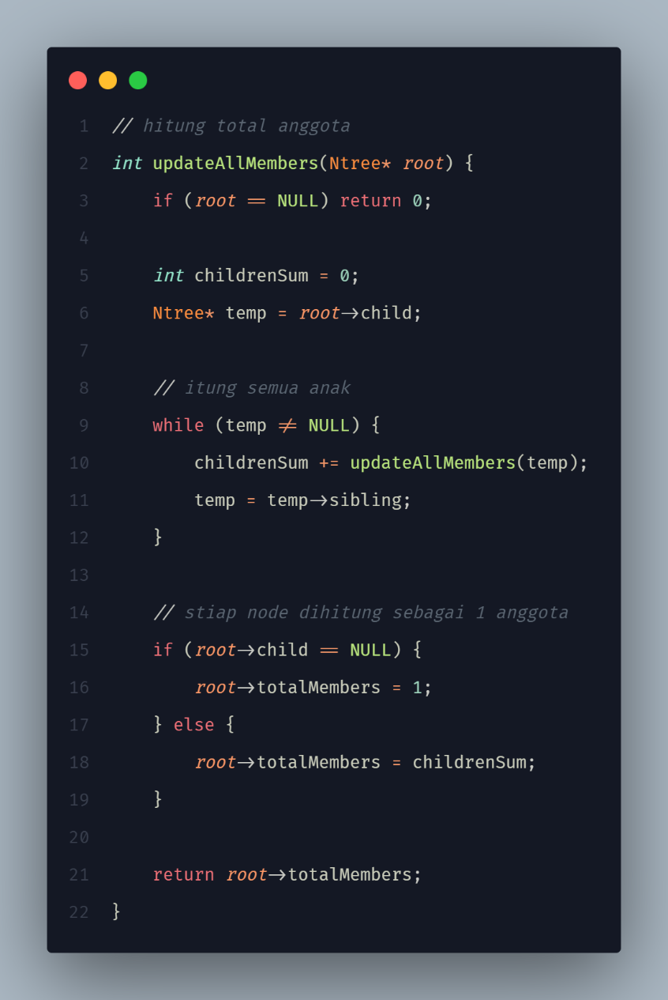 1 // hitung total anggota
2 int updateAllMembers(Ntree* root) {
3     if (root == NULL) return 0;
4
5     int childrenSum = 0;
6     Ntree* temp = root->child;
7
8     // itung semua anak
9     while (temp != NULL) {
10         childrenSum += updateAllMembers(temp);
11         temp = temp->sibling;
12     }
13
14     // stiap node dihitung sebagai 1 anggota
15     if (root->child == NULL) {
16         root->totalMembers = 1;
17     } else {
18         root->totalMembers = childrenSum;
19     }
20
21     return root->totalMembers;
22 }